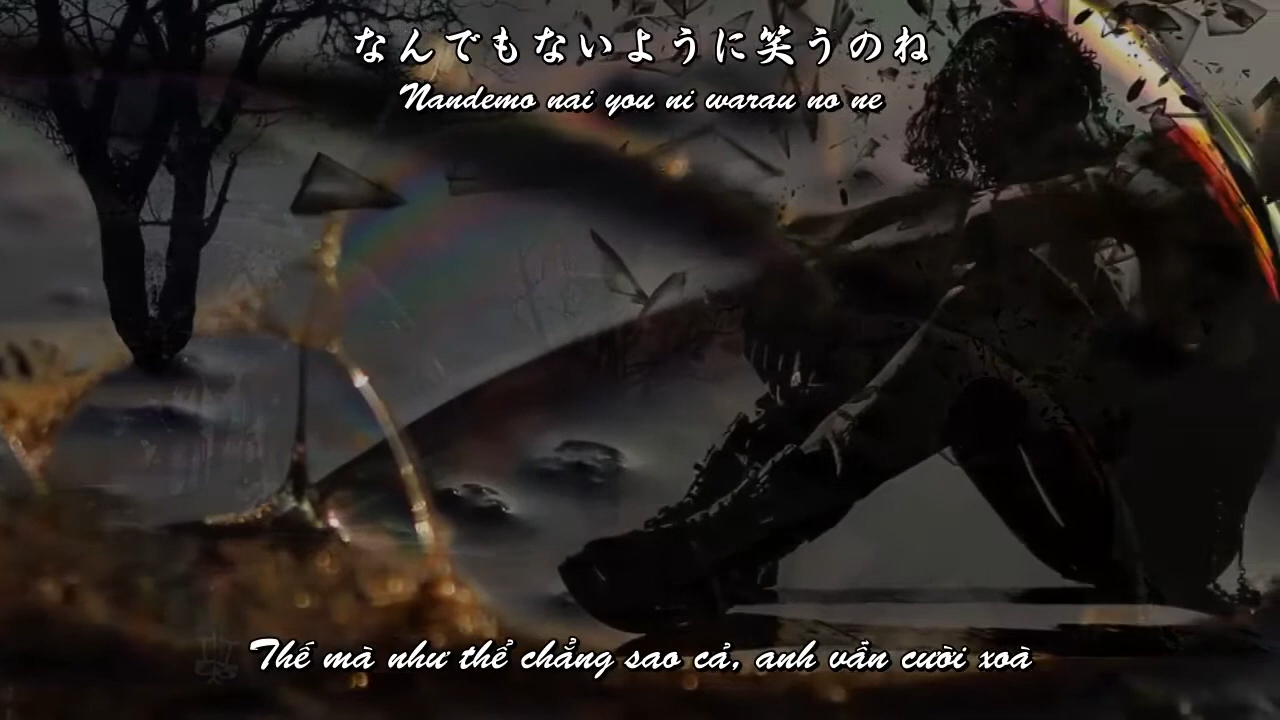 なんでもないように笑うのね
Nandemo nai you ni warau no ne
Thế mà như thể chẳng sao cả, anh vẫn cười xoà